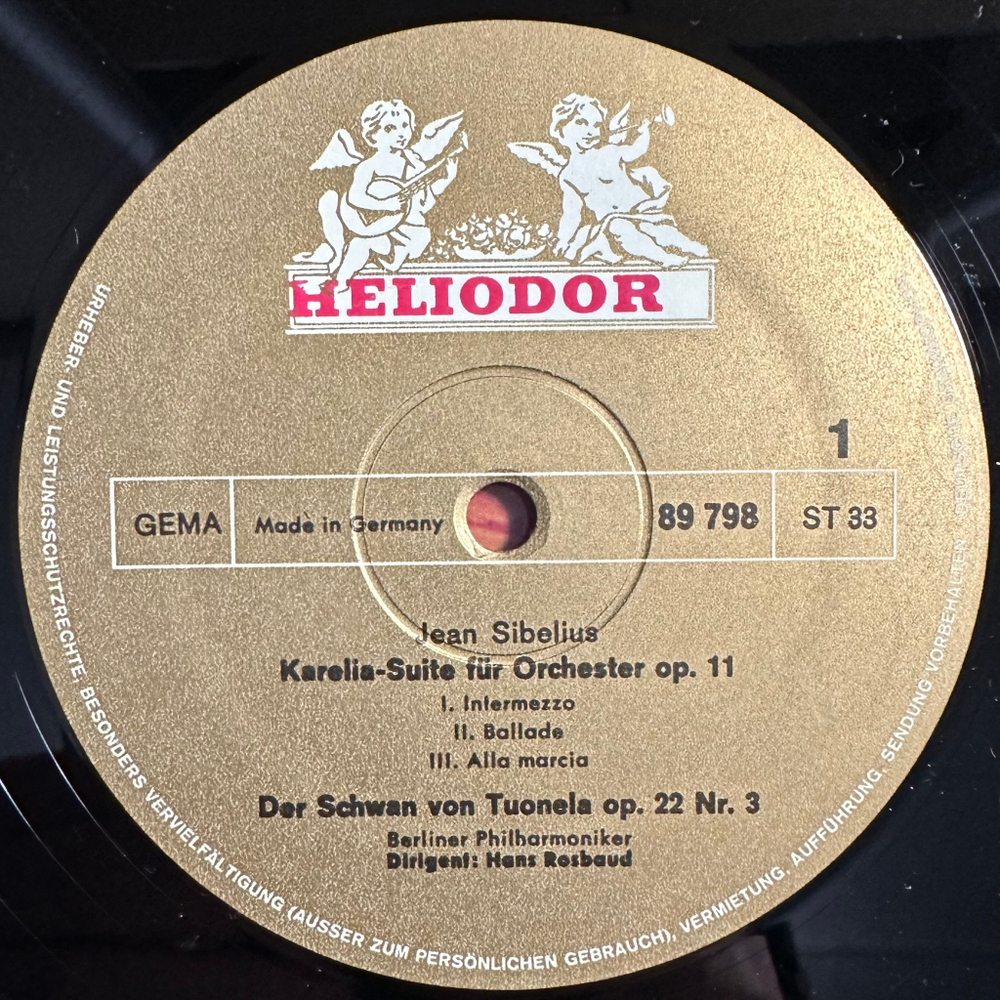 HELIODOR
1
GEMA
Made in Germany
89 798
ST 33
Jean Sibelius
Karelia-Suite für Orchester op. 11
I. Intermezzo
II. Ballade
III. Alla marcia
Der Schwan von Tuonela op. 22 Nr. 3
Berliner Philharmoniker
Dirigent: Hans Rosbaud
URHEBER- UND LEISTUNGSSCHUTZRECHTE, BESONDERS VERVIELFÄLTIGUNG (AUSSER ZUM PERSÖNLICHEN GEBRAUCH), VERMIETUNG, AUFFÜHRUNG, SENDUNG VORBEHALTEN